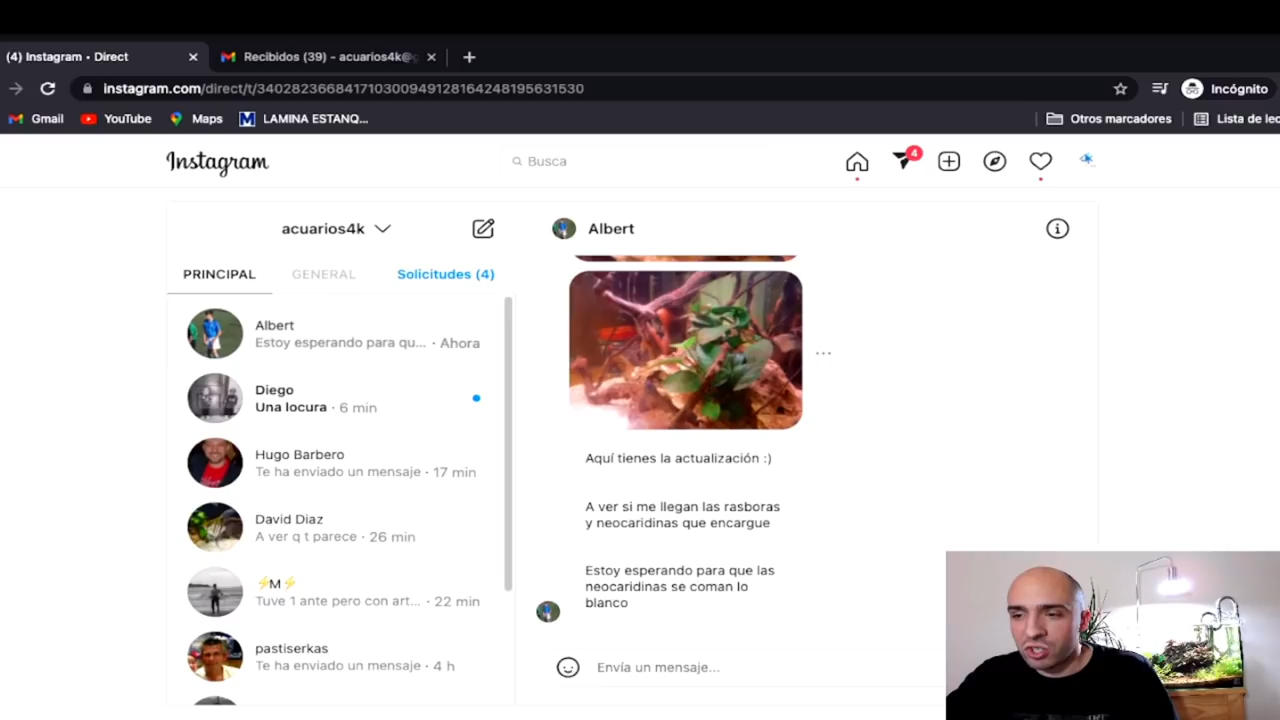 (4) Instagram • Direct
Recibidos (39) - acuarios4k@
instagram.com/direct/t/340282366841710300949128164248195631530
Incógnito
Gmail
YouTube
Maps
LAMINA ESTANQ...
Otros marcadores
Lista de lec
Instagram
Busca
4
acuarios4k
Albert
PRINCIPAL
GENERAL
Solicitudes (4)
Albert
Estoy esperando para qu... · Ahora
Diego
Una locura · 6 min
Hugo Barbero
Te ha enviado un mensaje · 17 min
David Diaz
A ver q t parece · 26 min
⚡M⚡
Tuve 1 ante pero con art... · 22 min
pastiserkas
Te ha enviado un mensaje · 4 h
Aquí tienes la actualización :)
A ver si me llegan las rasboras
y neocaridinas que encargue
Estoy esperando para que las
neocaridinas se coman lo
blanco
Envía un mensaje...